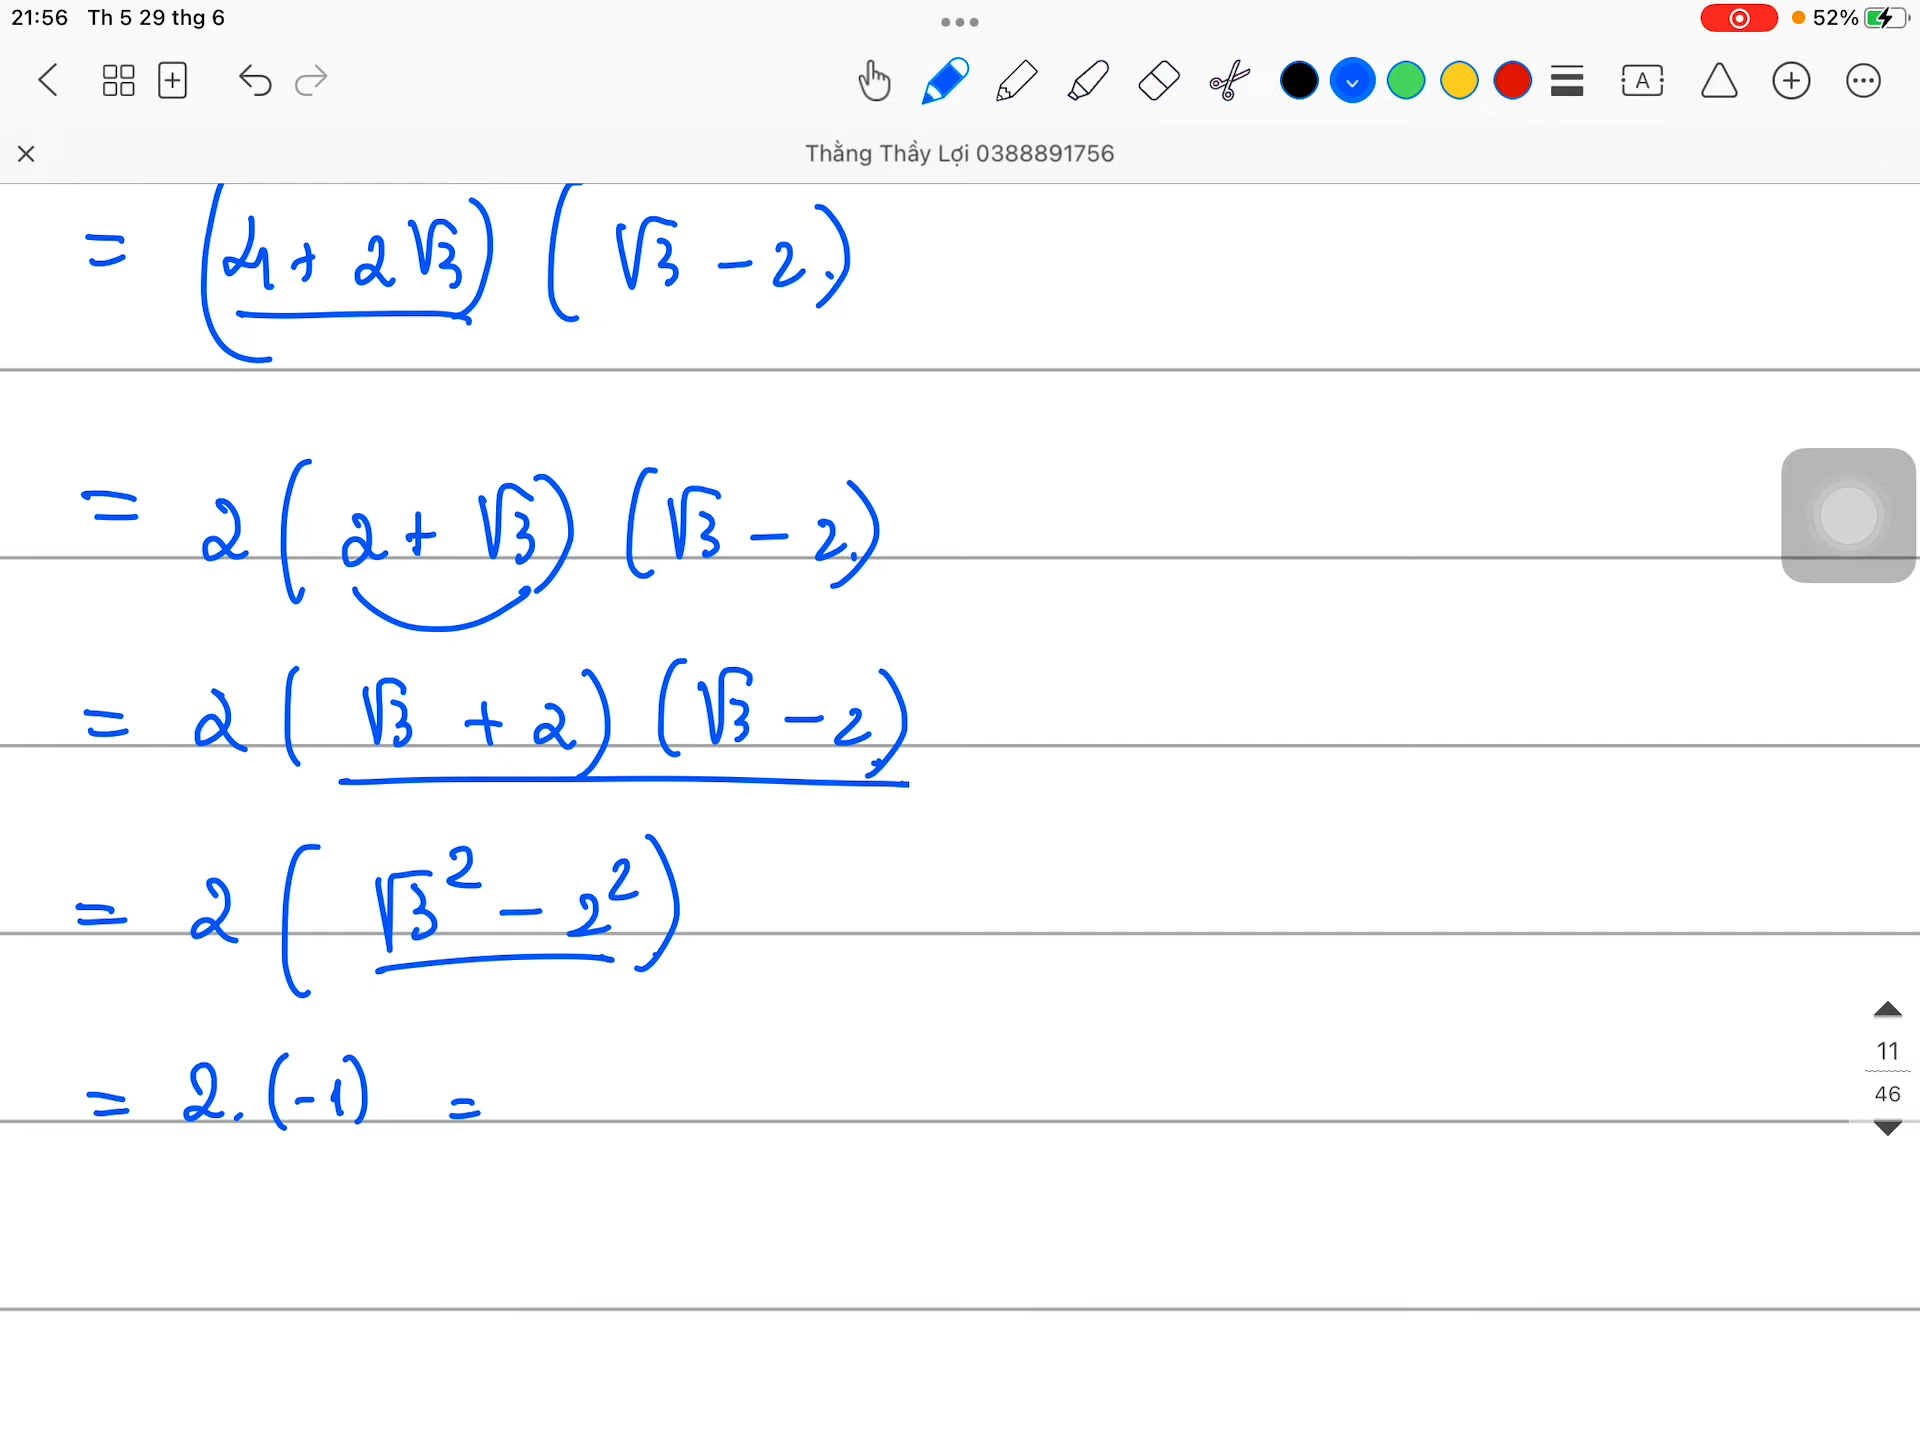 21:56 Th 5 29 thg 6 52%
A
Thằng Thầy Lợi 0388891756
= (4 + 2√3) (√3 - 2)
= 2 (2 + √3) (√3 - 2)
= 2 (√3 + 2) (√3 - 2)
= 2 (√3² - 2²)
= 2. (-1) =
11
46